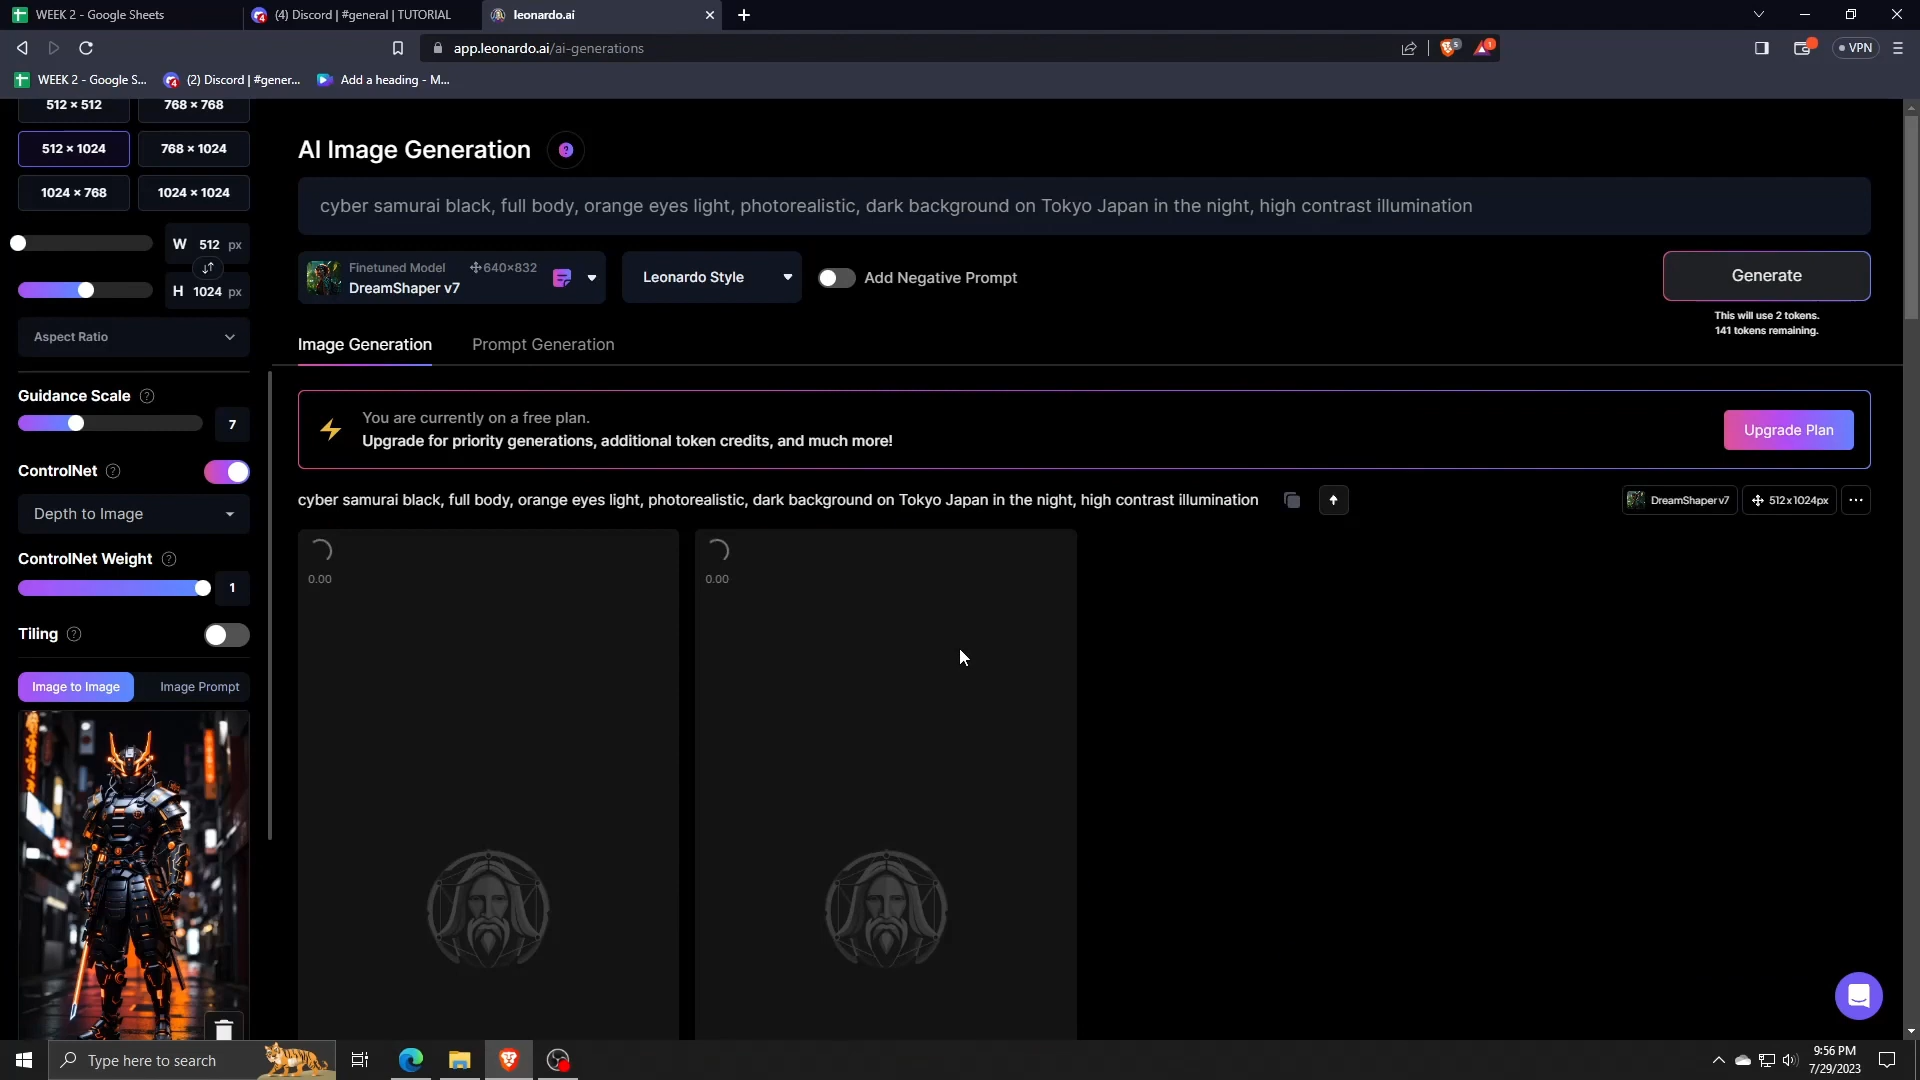 WEEK 2 - Google Sheets
(4) Discord | #general | TUTORIAL
leonardo.ai
app.leonardo.ai/ai-generations
5
1
VPN
WEEK 2 - Google S...
(2) Discord | #gener...
Add a heading - M...
512 × 512
768 × 768
512 × 1024
768 × 1024
1024 × 768
1024 × 1024
W 512 px
H 1024 px
Aspect Ratio
Guidance Scale ?
7
ControlNet ?
Depth to Image
ControlNet Weight ?
1
Tiling ?
Image to Image
Image Prompt
AI Image Generation ?
cyber samurai black, full body, orange eyes light, photorealistic, dark background on Tokyo Japan in the night, high contrast illumination
Finetuned Model
640×832
DreamShaper v7
Leonardo Style
Add Negative Prompt
Generate
This will use 2 tokens.
141 tokens remaining.
Image Generation
Prompt Generation
You are currently on a free plan.
Upgrade for priority generations, additional token credits, and much more!
Upgrade Plan
cyber samurai black, full body, orange eyes light, photorealistic, dark background on Tokyo Japan in the night, high contrast illumination
DreamShaper v7
512x1024px
0.00
0.00
Type here to search
9:56 PM
7/29/2023